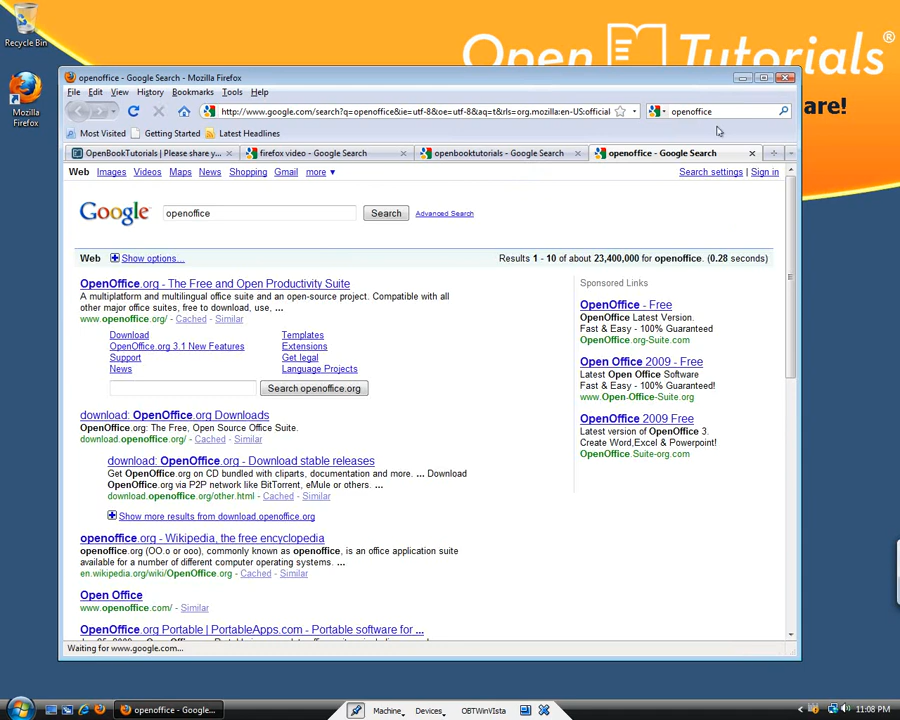 Recycle Bin
Mozilla
Firefox
Open Tutorials®
are!
openoffice - Google Search - Mozilla Firefox
File Edit View History Bookmarks Tools Help
http://www.google.com/search?q=openoffice&ie=utf-8&oe=utf-8&aq=t&rls=org.mozilla:en-US:official
openoffice
Most Visited Getting Started Latest Headlines
OpenBookTutorials | Please share y... firefox video - Google Search openbooktutorials - Google Search openoffice - Google Search
Web Images Videos Maps News Shopping Gmail more ▼ Search settings | Sign in
Google openoffice Search Advanced Search
Web Show options... Results 1 - 10 of about 23,400,000 for openoffice. (0.28 seconds)
OpenOffice.org - The Free and Open Productivity Suite
A multiplatform and multilingual office suite and an open-source project. Compatible with all
other major office suites, free to download, use, ...
www.openoffice.org/ - Cached - Similar
Download Templates
OpenOffice.org 3.1 New Features Extensions
Support Get legal
News Language Projects
Search openoffice.org
download: OpenOffice.org Downloads
OpenOffice.org: The Free, Open Source Office Suite.
download.openoffice.org/ - Cached - Similar
download: OpenOffice.org - Download stable releases
Get OpenOffice.org on CD bundled with cliparts, documentation and more. ... Download
OpenOffice.org via P2P network like BitTorrent, eMule or others. ...
download.openoffice.org/other.html - Cached - Similar
Show more results from download.openoffice.org
openoffice.org - Wikipedia, the free encyclopedia
openoffice.org (OO.o or ooo), commonly known as openoffice, is an office application suite
available for a number of different computer operating systems. ...
en.wikipedia.org/wiki/OpenOffice.org - Cached - Similar
Open Office
www.openoffice.com/ - Similar
OpenOffice.org Portable | PortableApps.com - Portable software for ...
Sponsored Links
OpenOffice - Free
OpenOffice Latest Version.
Fast & Easy - 100% Guaranteed
OpenOffice.org-Suite.com
Open Office 2009 - Free
Latest Open Office Software
Fast & Easy - 100% Guaranteed!
www.Open-Office-Suite.org
OpenOffice 2009 Free
Latest version of OpenOffice 3.
Create Word,Excel & Powerpoint!
OpenOffice.Suite-org.com
Waiting for www.google.com...
openoffice - Google... Machine Devices OBTWinVista 11:08 PM